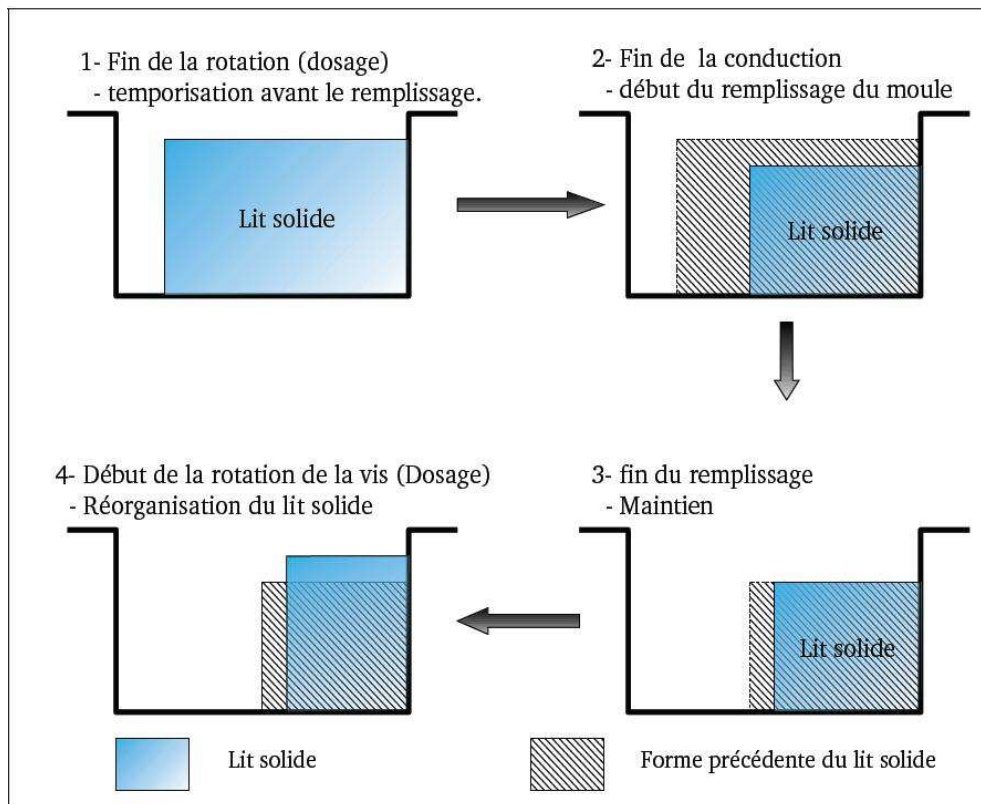 1- Fin de la rotation (dosage)
- temporisation avant le remplissage.
Lit solide
2- Fin de la conduction
- début du remplissage du moule
Lit solide
4- Début de la rotation de la vis (Dosage)
- Réorganisation du lit solide
3- fin du remplissage
- Maintien
Lit solide
Lit solide
Forme précédente du lit solide